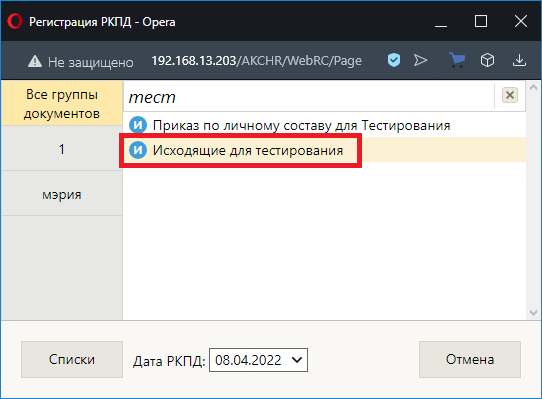 Регистрация РКПД - Opera
Не защищено 192.168.13.203/AKCHR/WebRC/Page
Все группы
документов
1
мэрия
тест
И Приказ по личному составу для Тестирования
И Исходящие для тестирования
Списки Дата РКПД: 08.04.2022 Отмена